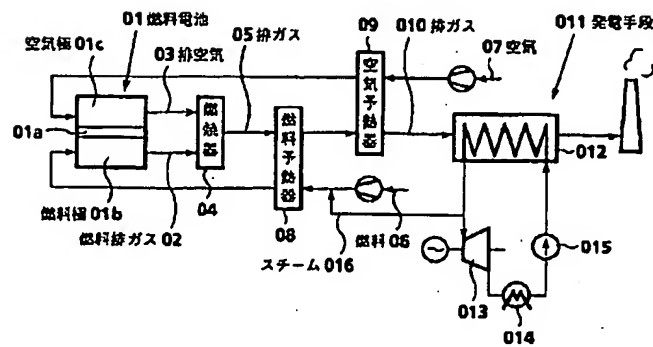 01 燃料電池
空気極 01c
03 排空気
05 排ガス
09
010 排ガス
07 空気
011 発電手段
01a
燃焼器
燃料予熱器
空気予熱器
012
燃料極 01b
04
08
燃料 06
015
燃料排ガス 02
スチーム 016
013
014